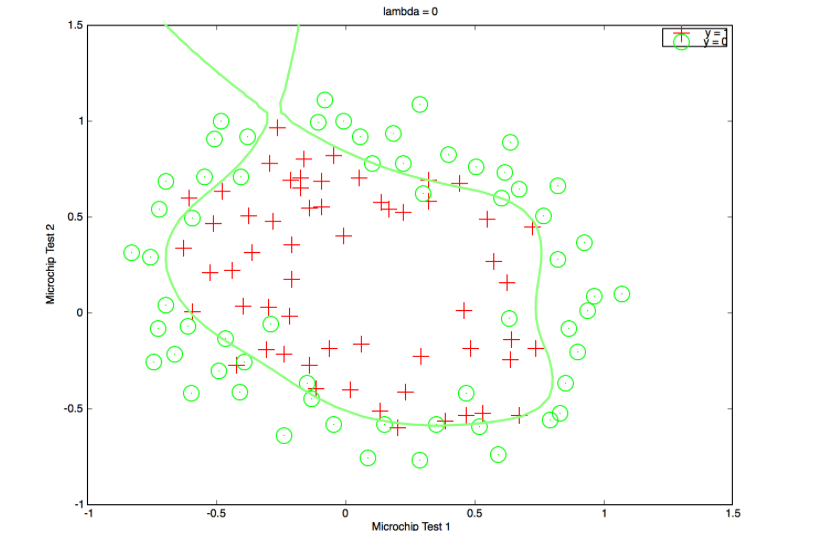 lambda = 0
1.5
y = 1
y = 0
1
0.5
Microchip Test 2
0
-0.5
-1
-1
-0.5
0
0.5
1
1.5
Microchip Test 1